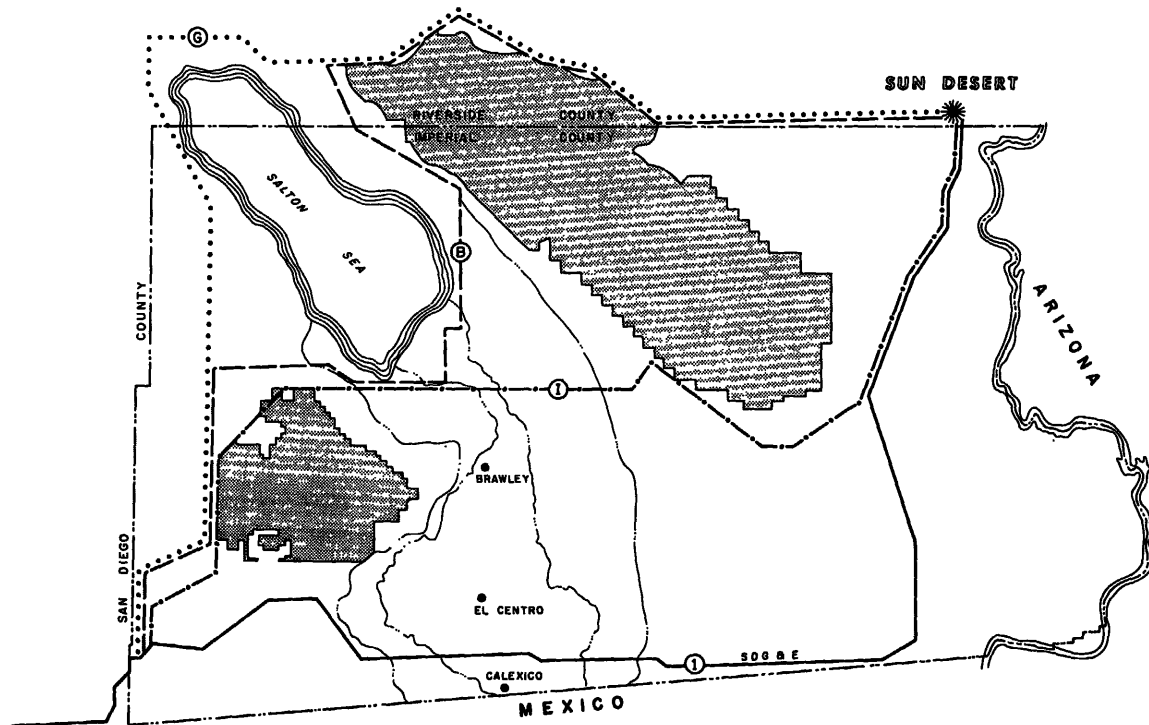 G
SUN DESERT
RIVERSIDE COUNTY
IMPERIAL COUNTY
SALTON
SEA
B
COUNTY
ARIZONA
I
BRAWLEY
SAN DIEGO
EL CENTRO
SDG & E
1
CALEXICO
MEXICO